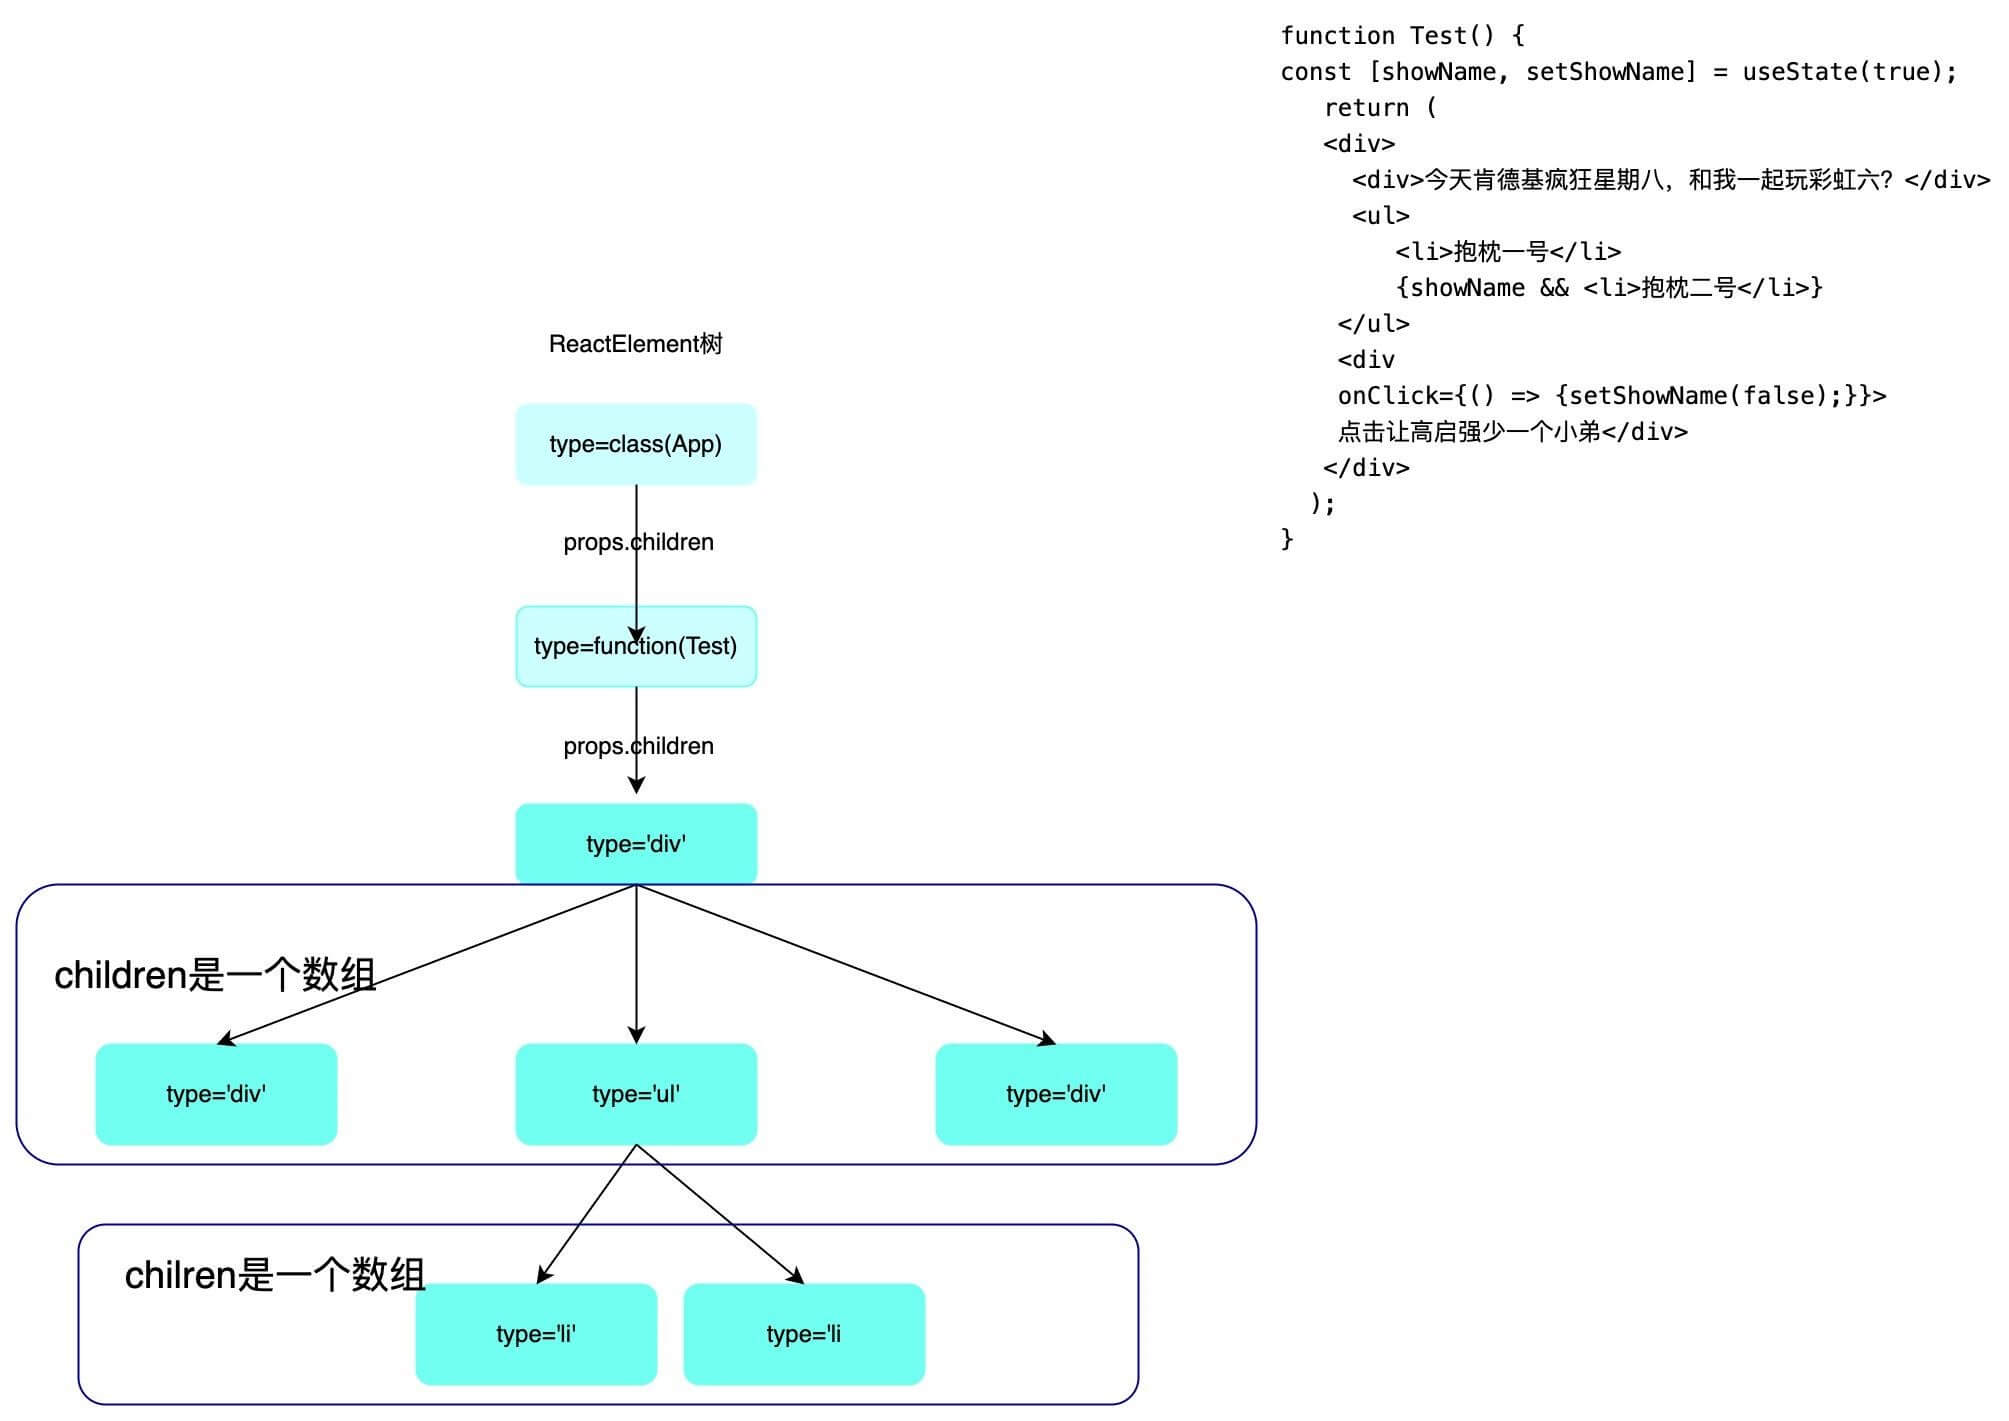 function Test() {
const [showName, setShowName] = useState(true);
return (
<div>
<div>今天肯德基疯狂星期八，和我一起玩彩虹六？</div>
<ul>
<li>抱枕一号</li>
{showName && <li>抱枕二号</li>}
</ul>
<div
onClick={() => {setShowName(false);}}>
点击让高启强少一个小弟</div>
</div>
);
}
ReactElement树
type=class(App)
props.children
type=function(Test)
props.children
type='div'
children是一个数组
type='div'
type='ul'
type='div'
chilren是一个数组
type='li'
type='li